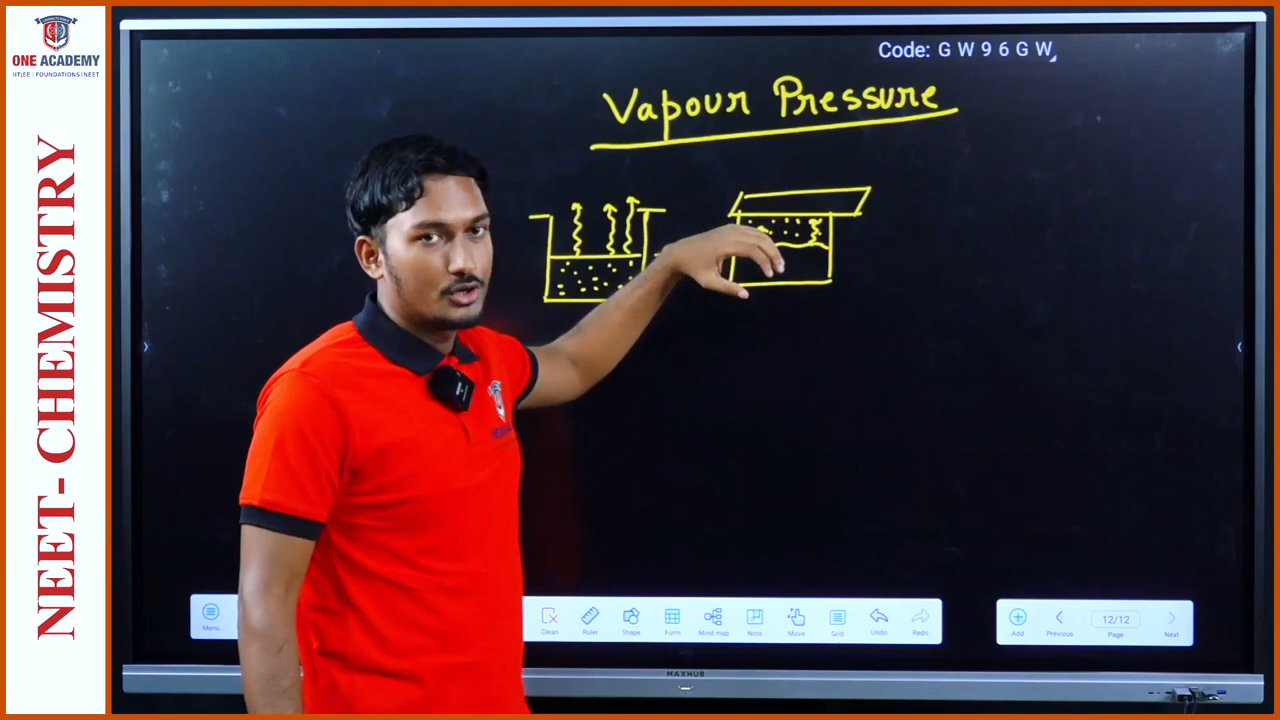 ONE ACADEMY
IIT|EE | FOUNDATIONS|NEET
NEET- CHEMISTRY
Code: G W 9 6 G W
Vapour Pressure
Menu
Clean
Ruler
Shape
Form
Mind map
Note
Move
Grid
Undo
Redo
Add
Previous
12/12
Page
Next
MAXHUB